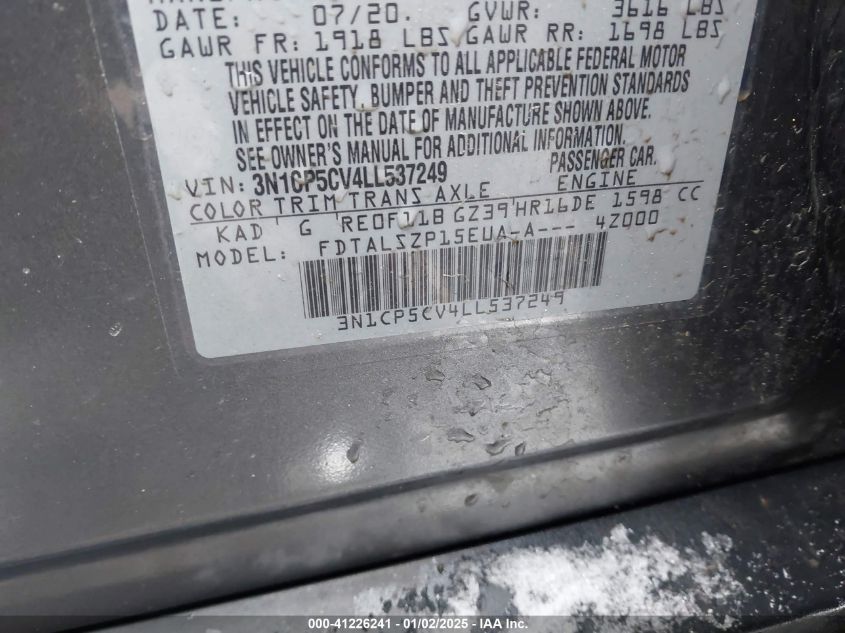 DATE: 07/20. GVWR: 3616 LBS
GAWR FR: 1918 LBS GAWR RR: 1698 LBS
THIS VEHICLE CONFORMS TO ALL APPLICABLE FEDERAL MOTOR
VEHICLE SAFETY, BUMPER AND THEFT PREVENTION STANDARDS
IN EFFECT ON THE DATE OF MANUFACTURE SHOWN ABOVE.
SEE OWNER'S MANUAL FOR ADDITIONAL INFORMATION.
VIN: 3N1CP5CV4LL537249 PASSENGER CAR.
COLOR TRIM TRANS AXLE ENGINE
KAD G RE0F11B GZ39 HR16DE 1598 CC
MODEL: FDTALSZP15EUA-A--- 4Z000
3N1CP5CV4LL537249
000-41226241 - 01/02/2025 - IAAI.COM